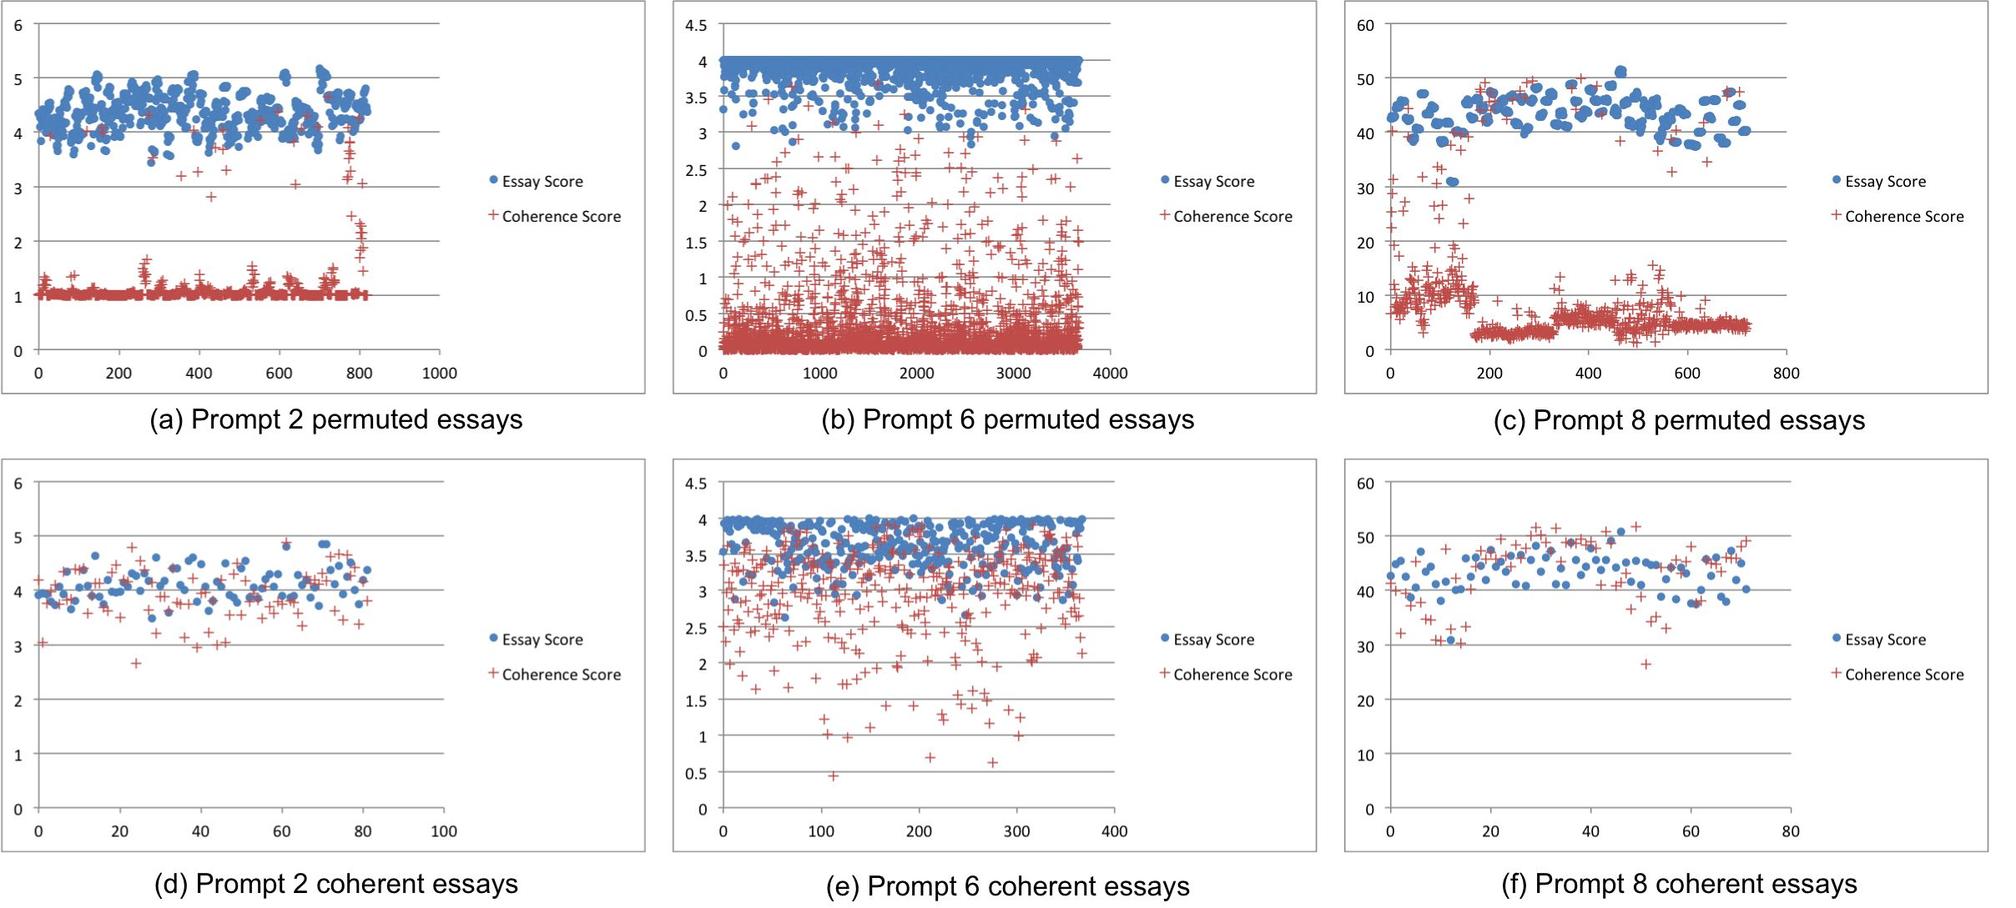 6
5
4
3
2
1
0
0 200 400 600 800 1000
Essay Score
Coherence Score
(a) Prompt 2 permuted essays
4.5
4
3.5
3
2.5
2
1.5
1
0.5
0
0 1000 2000 3000 4000
Essay Score
Coherence Score
(b) Prompt 6 permuted essays
60
50
40
30
20
10
0
0 200 400 600 800
Essay Score
Coherence Score
(c) Prompt 8 permuted essays
6
5
4
3
2
1
0
0 20 40 60 80 100
Essay Score
Coherence Score
(d) Prompt 2 coherent essays
4.5
4
3.5
3
2.5
2
1.5
1
0.5
0
0 100 200 300 400
Essay Score
Coherence Score
(e) Prompt 6 coherent essays
60
50
40
30
20
10
0
0 20 40 60 80
Essay Score
Coherence Score
(f) Prompt 8 coherent essays